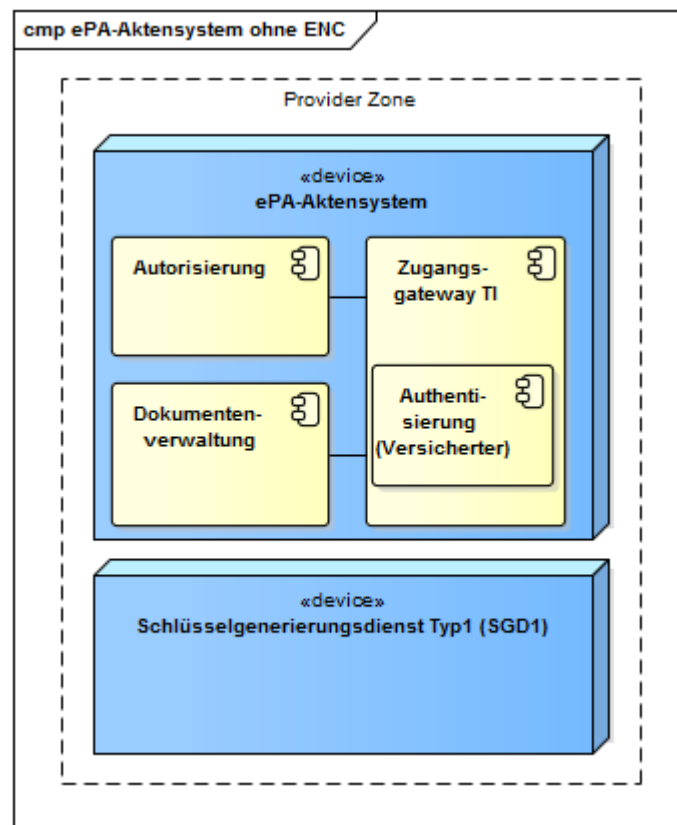 cmp ePA-Aktensystem ohne ENC
Provider Zone
«device»
ePA-Aktensystem
Autorisierung
Zugangs-
gateway TI
Dokumenten-
verwaltung
Authenti-
sierung
(Versicherter)
«device»
Schlüsselgenerierungsdienst Typ1 (SGD1)